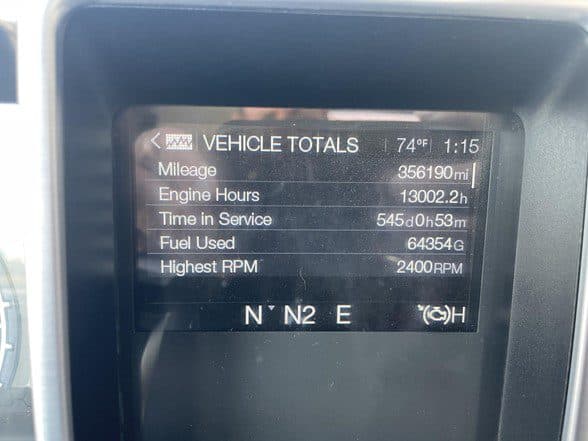 VEHICLE TOTALS 74°F 1:15
Mileage 356190mi
Engine Hours 13002.2h
Time in Service 545d0h53m
Fuel Used 64354G
Highest RPM 2400RPM
N N2 E H